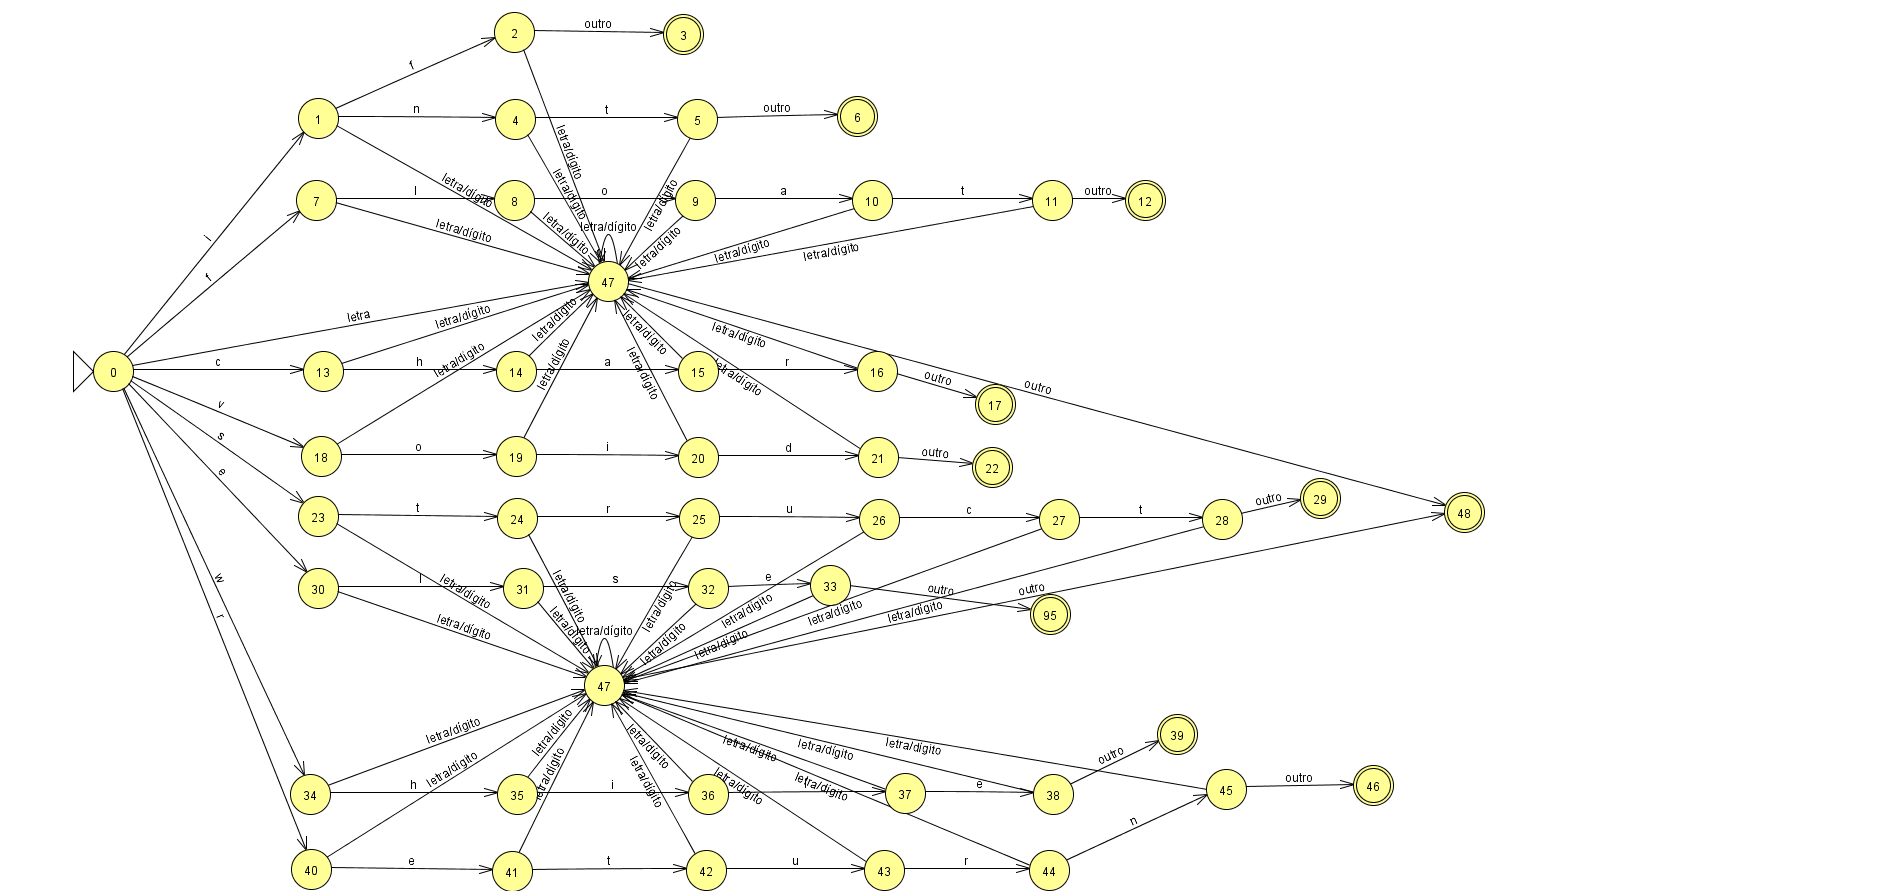 2 outro 3
f
1 n 4 t 5 outro 6
letra/dígito
letra/dígito
letra/dígito
letra/dígito
i
7 l 8 o 9 a 10 t 11 outro 12
f
letra/dígito
letra/dígito
letra/dígito
letra/dígito
letra/dígito
letra/dígito
47
letra
letra/dígito
letra/dígito
letra/dígito
letra/dígito
0 c 13 h 14 a 15 r 16 outro 17
outro
letra/dígito
letra/dígito
letra/dígito
letra/dígito
v
18 o 19 i 20 d 21 outro 22
s
e
23 t 24 r 25 u 26 c 27 t 28 outro 29
48
30 l 31 s 32 e 33 outro 95
outro
w
r
letra/dígito
letra/dígito
letra/dígito
letra/dígito
letra/dígito
letra/dígito
letra/dígito
letra/dígito
letra/dígito
letra/dígito
letra/dígito
47
letra/dígito
letra/dígito
letra/dígito
letra/dígito
letra/dígito
letra/dígito
letra/dígito
letra/dígito
letra/dígito
letra/dígito
letra/dígito
letra/dígito
34 h 35 i 36 37 e 38 outro 39
45 outro 46
n
40 e 41 t 42 u 43 r 44